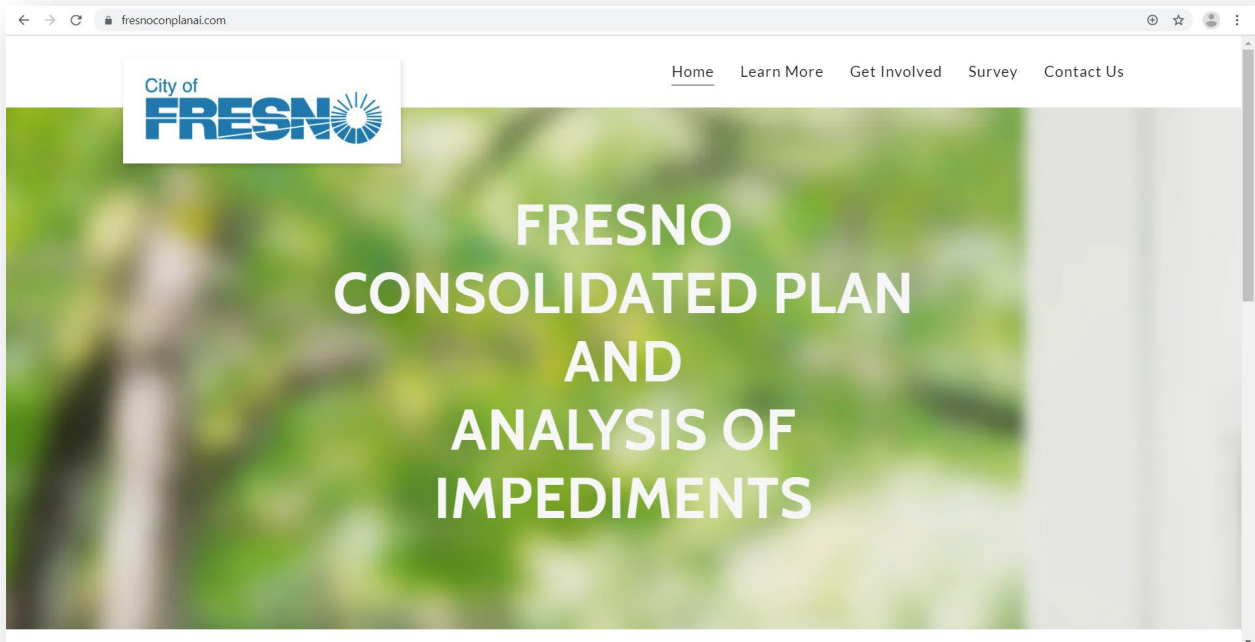 fresnoconplanai.com
City of
FRESNO
Home Learn More Get Involved Survey Contact Us
FRESNO
CONSOLIDATED PLAN
AND
ANALYSIS OF
IMPEDIMENTS